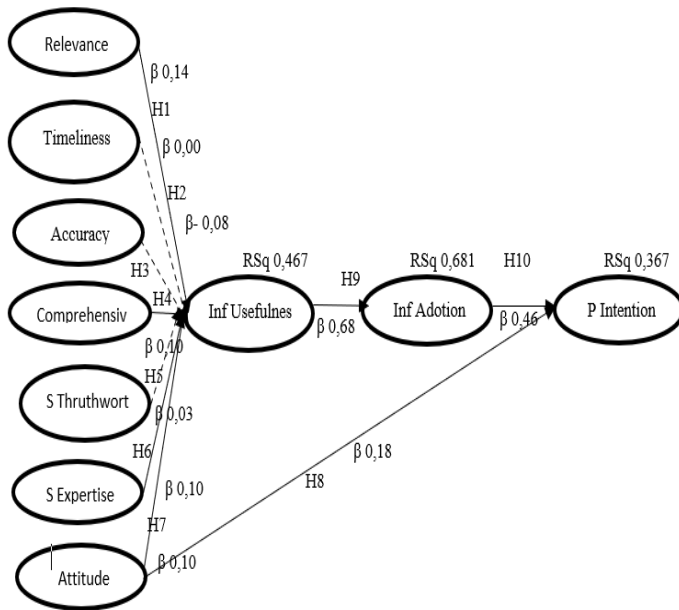 Relevance
β 0,14
H1
Timeliness
β 0,00
H2
β- 0,08
Accuracy
H3
RSq 0,467
H9
RSq 0,681
H10
RSq 0,367
H4
Comprehensiv
Inf Usefulnes
Inf Adotion
P Intention
β 0,68
β 0,46
β 0,10
H5
S Thruthwort
β 0,03
H6
β 0,18
S Expertise
β 0,10
H8
H7
β 0,10
Attitude